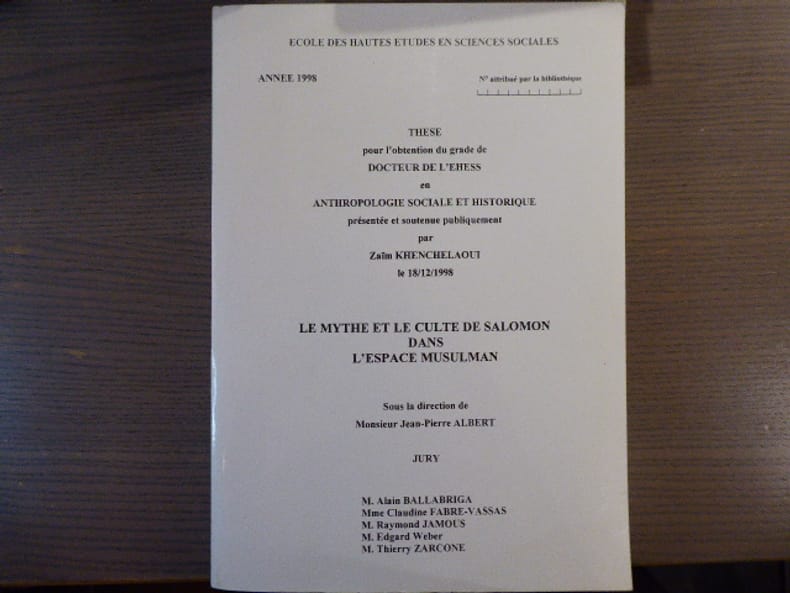 ECOLE DES HAUTES ETUDES EN SCIENCES SOCIALES
ANNEE 1998
N° attribué par la bibliothèque
THESE
pour l'obtention du grade de
DOCTEUR DE L'EHESS
en
ANTHROPOLOGIE SOCIALE ET HISTORIQUE
présentée et soutenue publiquement
par
Zaïm KHENCHELAOUI
le 18/12/1998
LE MYTHE ET LE CULTE DE SALOMON
DANS
L'ESPACE MUSULMAN
Sous la direction de
Monsieur Jean-Pierre ALBERT
JURY
M. Alain BALLABRIGA
Mme Claudine FABRE-VASSAS
M. Raymond JAMOUS
M. Edgard Weber
M. Thierry ZARCONE